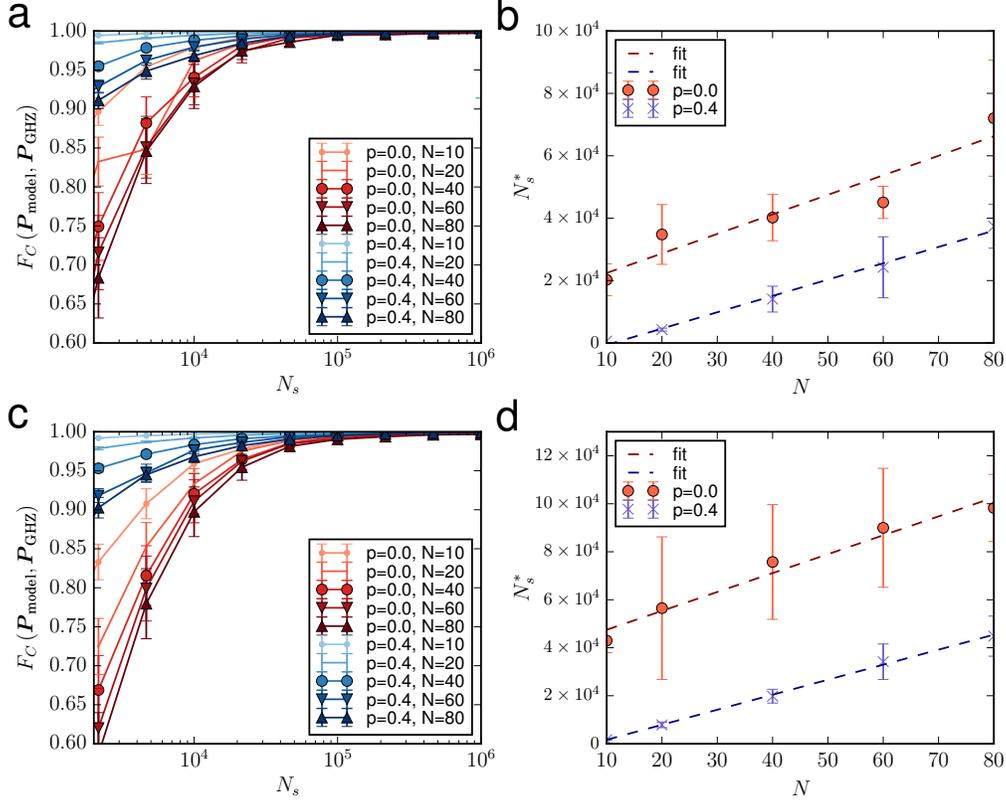 a
1.00
0.95
0.90
0.85
0.80
0.75
0.70
0.65
0.60
F_C (P_model, P_GHZ)
p=0.0, N=10
p=0.0, N=20
p=0.0, N=40
p=0.0, N=60
p=0.0, N=80
p=0.4, N=10
p=0.4, N=20
p=0.4, N=40
p=0.4, N=60
p=0.4, N=80
10^4
10^5
10^6
N_s
b
10 × 10^4
8 × 10^4
6 × 10^4
4 × 10^4
2 × 10^4
0
N_s^*
fit
fit
p=0.0
p=0.4
10
20
30
40
50
60
70
80
N
c
1.00
0.95
0.90
0.85
0.80
0.75
0.70
0.65
0.60
F_C (P_model, P_GHZ)
p=0.0, N=10
p=0.0, N=20
p=0.0, N=40
p=0.0, N=60
p=0.0, N=80
p=0.4, N=10
p=0.4, N=20
p=0.4, N=40
p=0.4, N=60
p=0.4, N=80
10^4
10^5
10^6
N_s
d
12 × 10^4
10 × 10^4
8 × 10^4
6 × 10^4
4 × 10^4
2 × 10^4
0
N_s^*
fit
fit
p=0.0
p=0.4
10
20
30
40
50
60
70
80
N